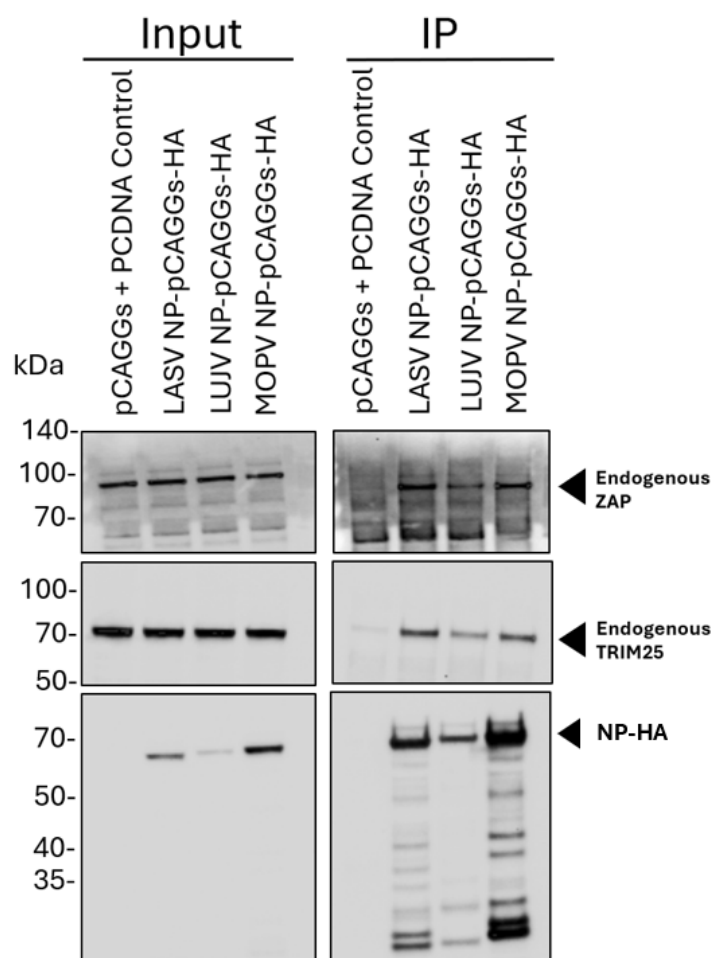 Input
IP
pCAGGs + PCDNA Control
LASV NP-pCAGGs-HA
LUJV NP-pCAGGs-HA
MOPV NP-pCAGGs-HA
pCAGGs + PCDNA Control
LASV NP-pCAGGs-HA
LUJV NP-pCAGGs-HA
MOPV NP-pCAGGs-HA
kDa
140-
100-
70-
Endogenous
ZAP
100-
70-
50-
Endogenous
TRIM25
70-
50-
40-
35-
NP-HA